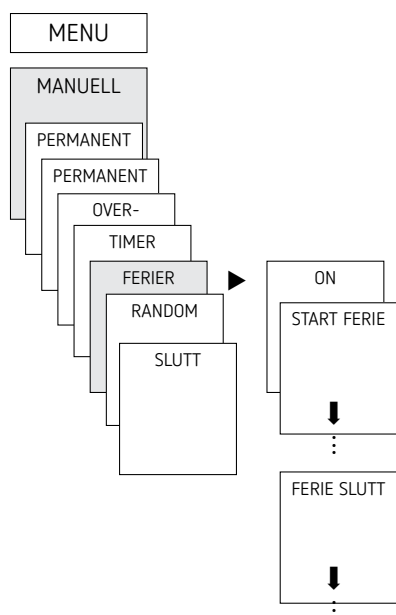 MENU
MANUELL
PERMANENT
PERMANENT
OVER-
TIMER
FERIER
RANDOM
SLUTT
ON
START FERIE
FERIE SLUTT